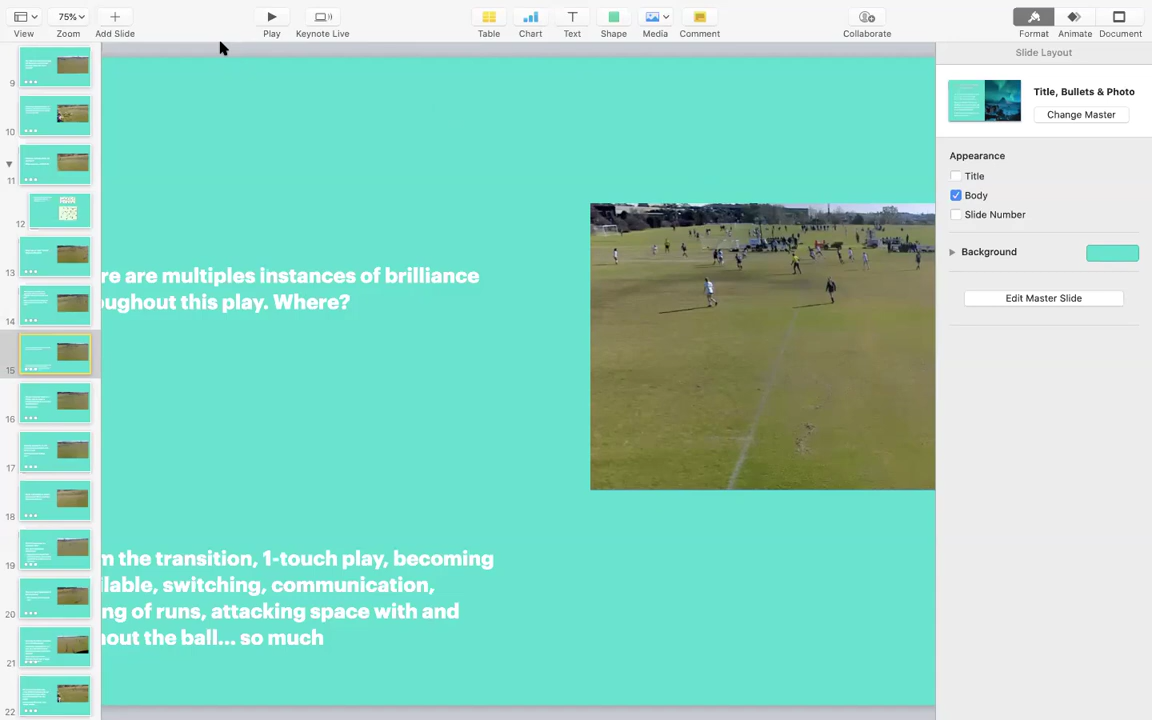 View
75%
Zoom
Add Slide
Play
Keynote Live
Table
Chart
Text
Shape
Media
Comment
Collaborate
Format
Animate
Document
Slide Layout
Title, Bullets & Photo
Change Master
Appearance
Title
Body
Slide Number
Background
Edit Master Slide
9
10
11
12
13
14
15
16
17
18
19
20
21
22
re are multiples instances of brilliance
oughout this play. Where?
m the transition, 1-touch play, becoming
ilable, switching, communication,
ng of runs, attacking space with and
hout the ball... so much